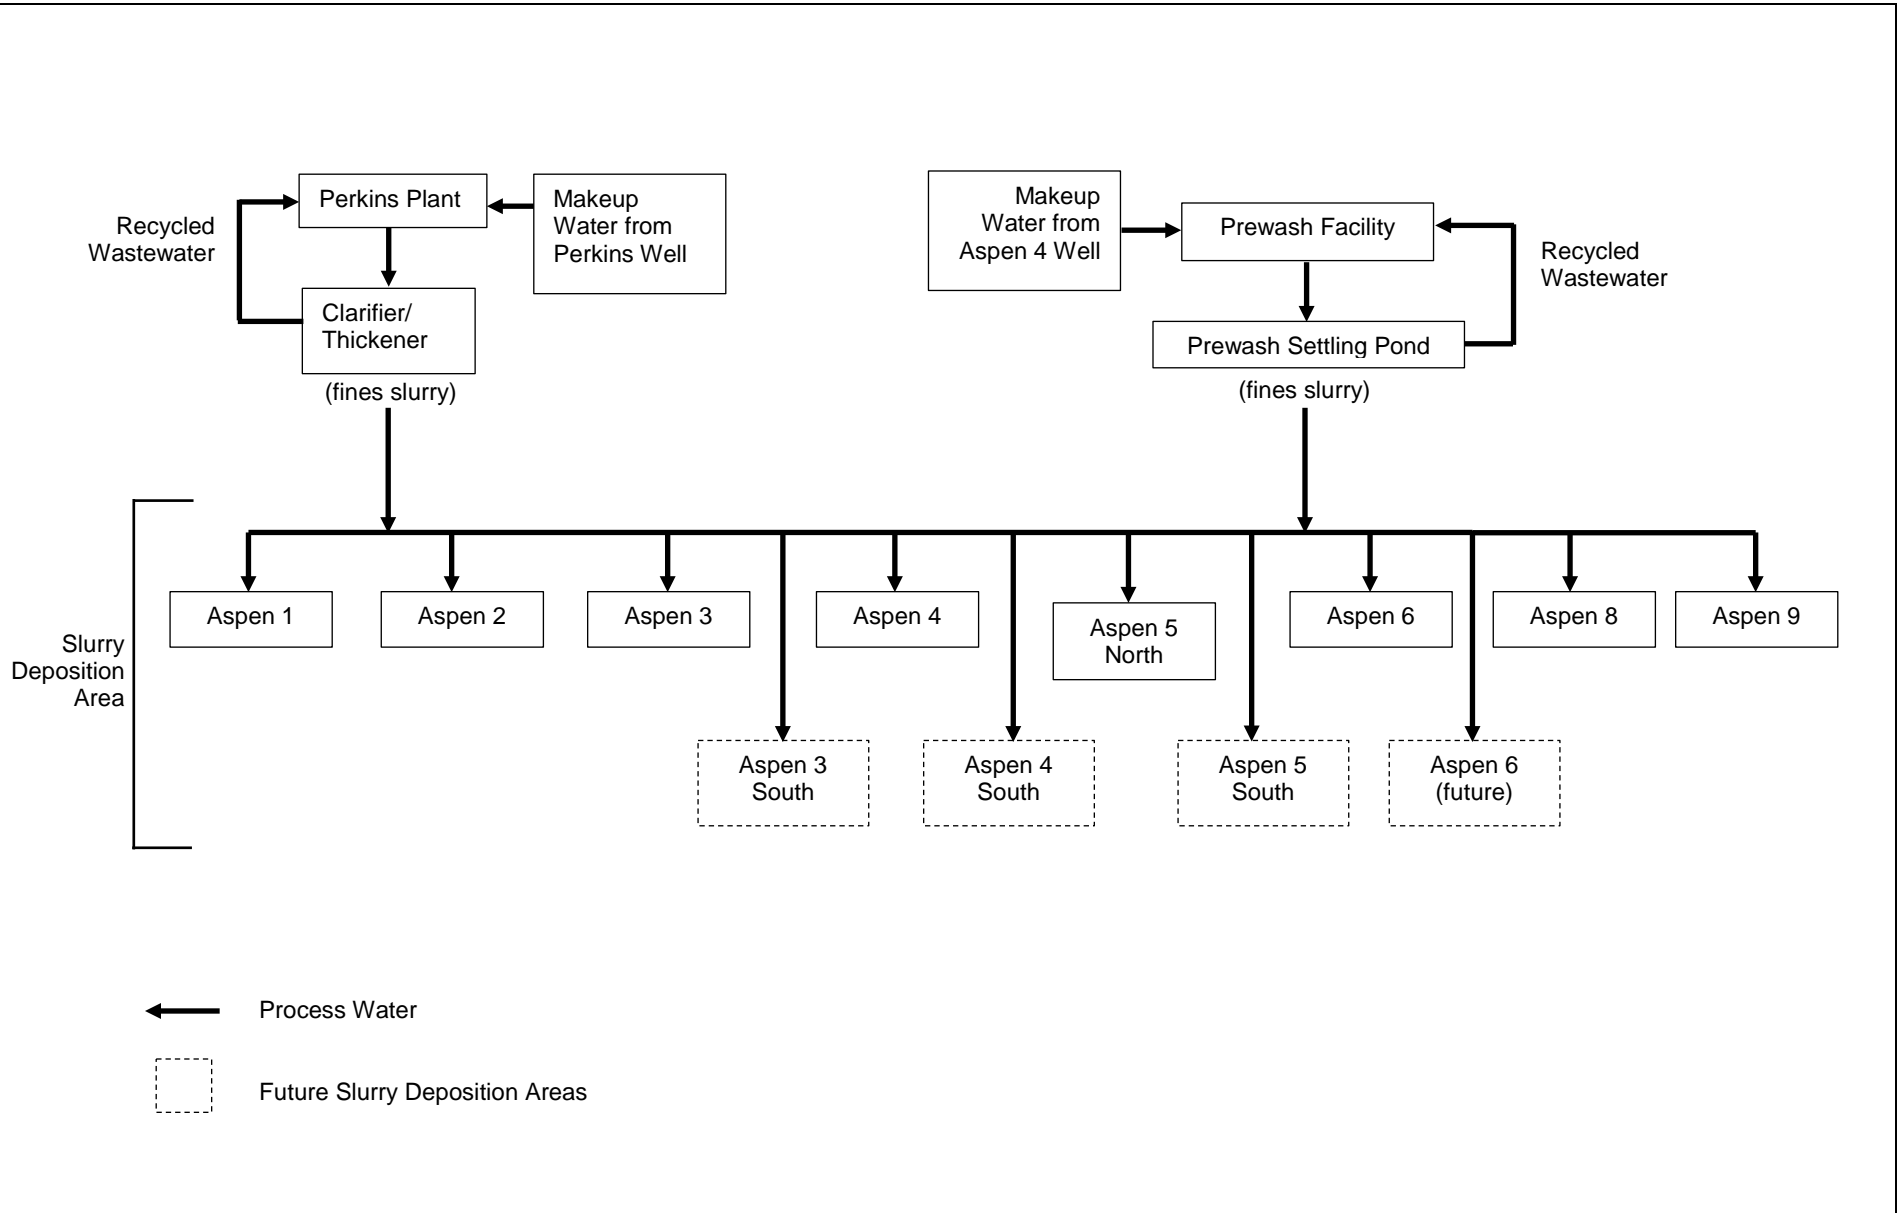 Recycled
Wastewater
Perkins Plant
Makeup
Water from
Perkins Well
Clarifier/
Thickener
(fines slurry)
Makeup
Water from
Aspen 4 Well
Prewash Facility
Recycled
Wastewater
Prewash Settling Pond
(fines slurry)
Slurry
Deposition
Area
Aspen 1
Aspen 2
Aspen 3
Aspen 4
Aspen 5
North
Aspen 6
Aspen 8
Aspen 9
Aspen 3
South
Aspen 4
South
Aspen 5
South
Aspen 6
(future)
Process Water
Future Slurry Deposition Areas